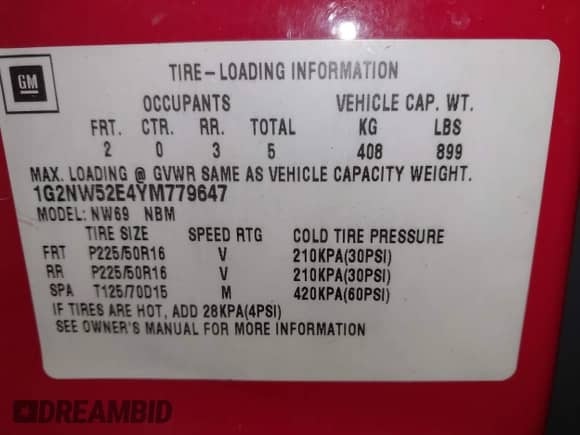 GM
TIRE-LOADING INFORMATION
OCCUPANTS VEHICLE CAP. WT.
FRT. CTR. RR. TOTAL KG LBS
2 0 3 5 408 899
MAX. LOADING @ GVWR SAME AS VEHICLE CAPACITY WEIGHT.
1G2NW52E4YM779647
MODEL: NW69 NBM
TIRE SIZE SPEED RTG COLD TIRE PRESSURE
FRT P225/50R16 V 210KPA(30PSI)
RR P225/50R16 V 210KPA(30PSI)
SPA T125/70D15 M 420KPA(60PSI)
IF TIRES ARE HOT, ADD 28KPA(4PSI)
SEE OWNER'S MANUAL FOR MORE INFORMATION
DREAMBID